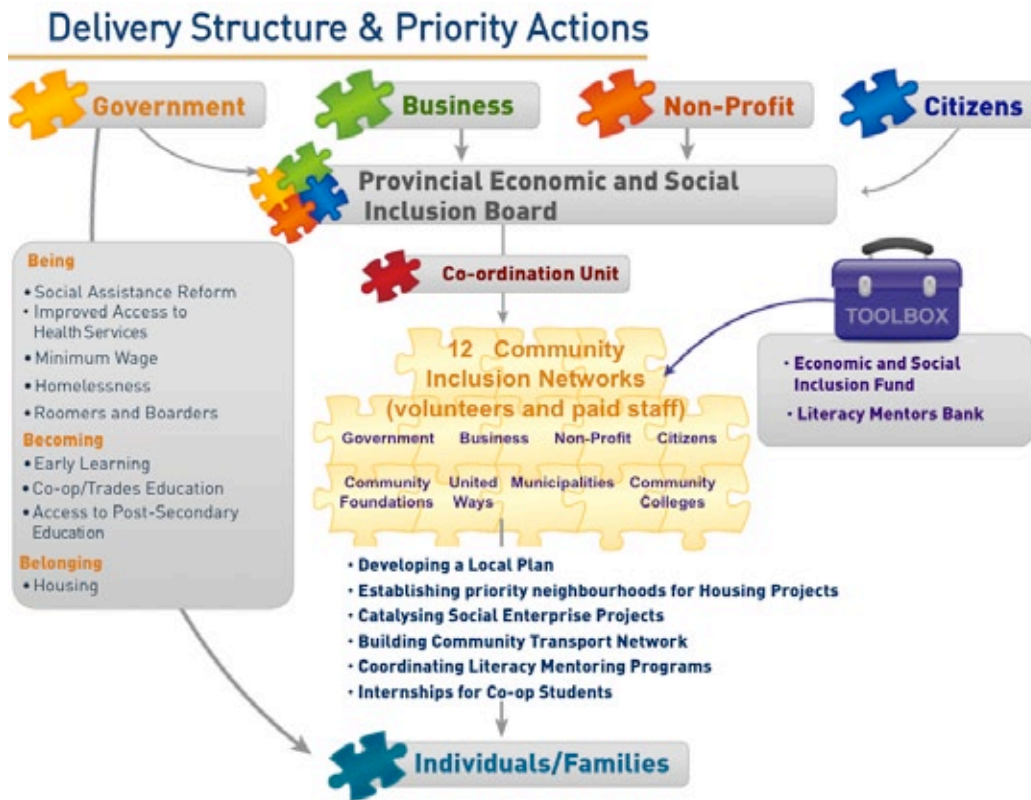 Delivery Structure & Priority Actions
Government
Business
Non-Profit
Citizens
Provincial Economic and Social
Inclusion Board
Co-ordination Unit
Being
• Social Assistance Reform
• Improved Access to
Health Services
• Minimum Wage
• Homelessness
• Roomers and Boarders
Becoming
• Early Learning
• Co-op/Trades Education
• Access to Post-Secondary
Education
Belonging
• Housing
12 Community
Inclusion Networks
(volunteers and paid staff)
Government Business Non-Profit Citizens
Community Foundations
United Ways
Municipalities
Community Colleges
TOOLBOX
• Economic and Social
Inclusion Fund
• Literacy Mentors Bank
• Developing a Local Plan
• Establishing priority neighbourhoods for Housing Projects
• Catalysing Social Enterprise Projects
• Building Community Transport Network
• Coordinating Literacy Mentoring Programs
• Internships for Co-op Students
Individuals/Families